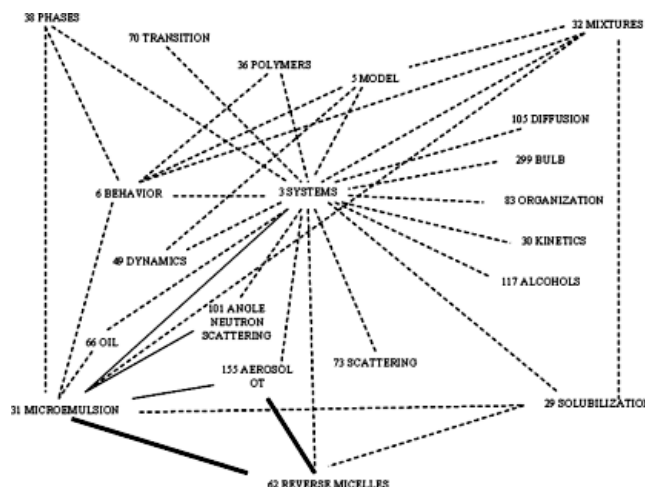 38 PHASES
32 MIXTURES
70 TRANSITION
36 POLYMERS
5 MODEL
105 DIFFUSION
299 BULB
6 BEHAVIOR
3 SYSTEMS
83 ORGANIZATION
30 KINETICS
49 DYNAMICS
117 ALCOHOLS
101 ANGLE
NEUTRON
SCATTERING
66 OIL
73 SCATTERING
155 AEROSOL
OT
31 MICROEMULSION
29 SOLUBILIZATION
62 REVERSE MICELLES